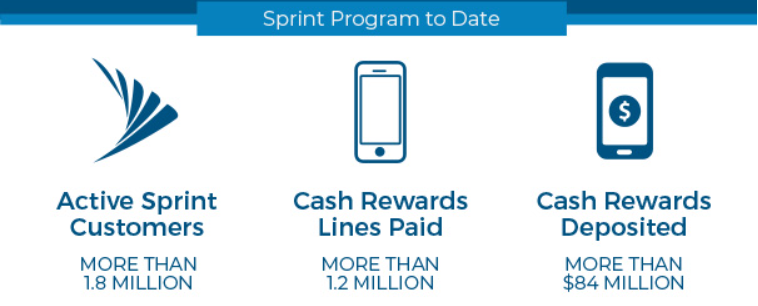 Sprint Program to Date
Active Sprint
Customers
MORE THAN
1.8 MILLION
Cash Rewards
Lines Paid
MORE THAN
1.2 MILLION
$
Cash Rewards
Deposited
MORE THAN
$84 MILLION